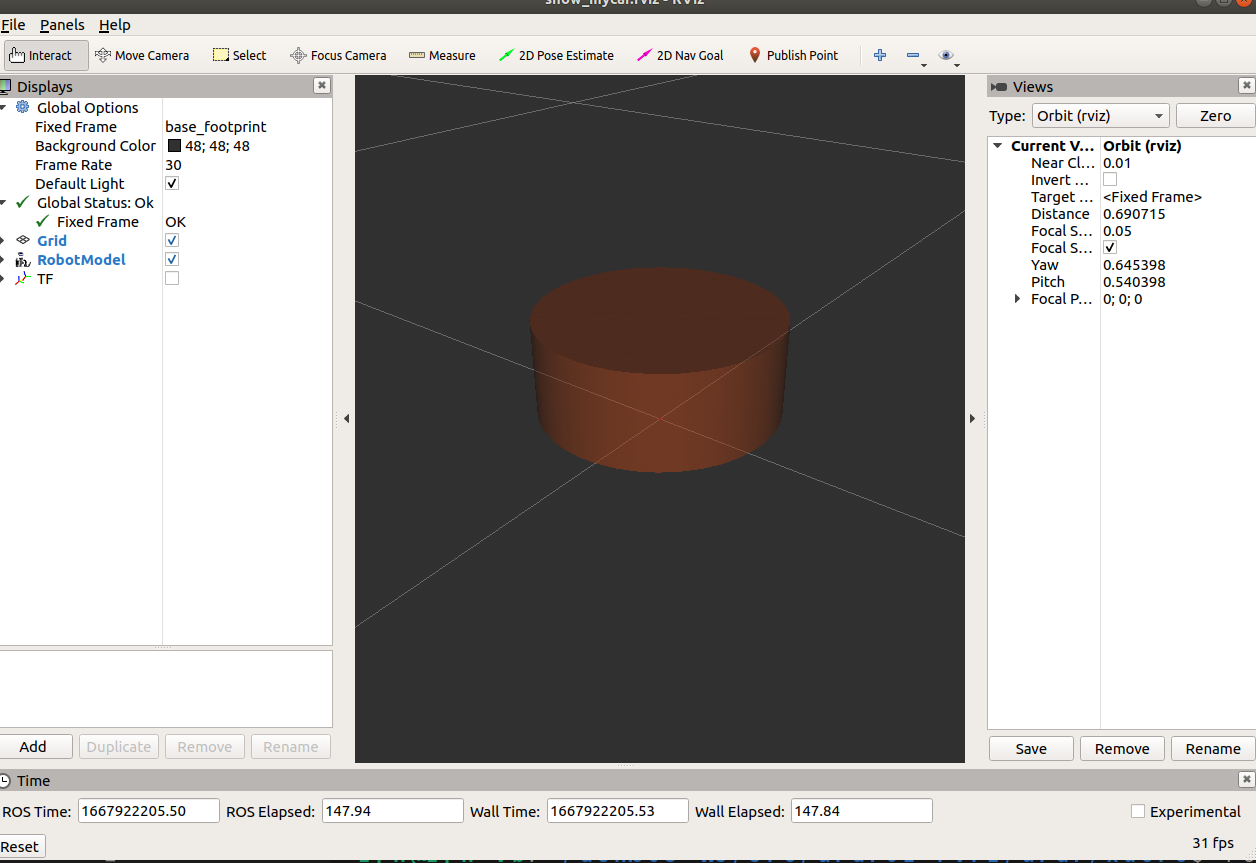 show_mycar.rviz - RViz
File Panels Help
Interact Move Camera Select Focus Camera Measure 2D Pose Estimate 2D Nav Goal Publish Point
Displays
Global Options
Fixed Frame base_footprint
Background Color 48; 48; 48
Frame Rate 30
Default Light
Global Status: Ok
Fixed Frame OK
Grid
RobotModel
TF
Add Duplicate Remove Rename
Views
Type: Orbit (rviz) Zero
Current V... Orbit (rviz)
Near Cl... 0.01
Invert ...
Target ... <Fixed Frame>
Distance 0.690715
Focal S... 0.05
Focal S...
Yaw 0.645398
Pitch 0.540398
Focal P... 0; 0; 0
Save Remove Rename
Time
ROS Time: 1667922205.50 ROS Elapsed: 147.94 Wall Time: 1667922205.53 Wall Elapsed: 147.84 Experimental
Reset 31 fps